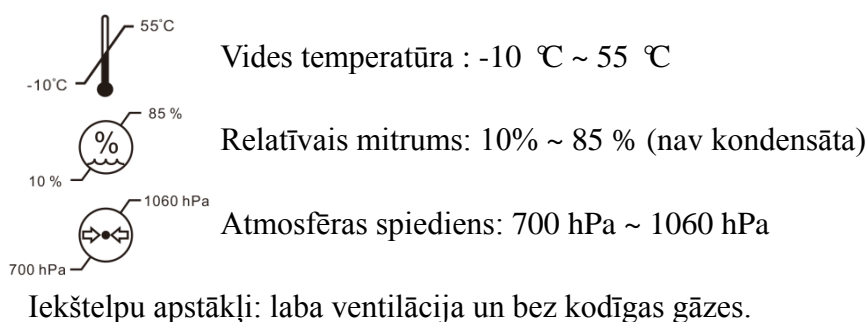 55°C
-10°C
Vides temperatūra : -10 ℃ ~ 55 ℃
85 %
%
10 %
Relatīvais mitrums: 10% ~ 85 % (nav kondensāta)
1060 hPa
700 hPa
Atmosfēras spiediens: 700 hPa ~ 1060 hPa
Iekštelpu apstākļi: laba ventilācija un bez kodīgas gāzes.